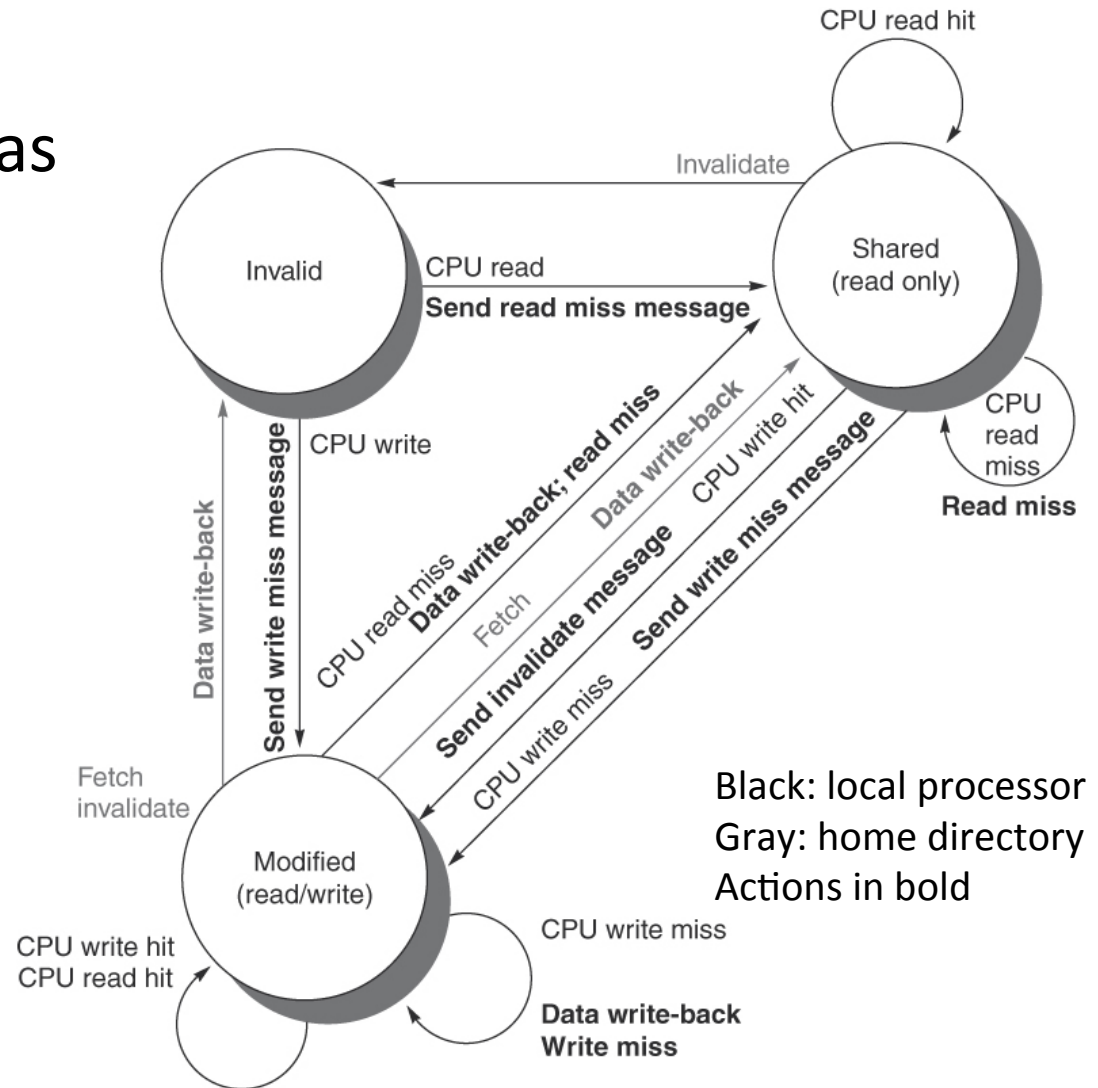 as
CPU read hit
Invalidate
Invalid
Shared
(read only)
CPU read
Send read miss message
CPU write
Send write miss message
Data write-back
CPU read miss
Data write-back; read miss
Fetch
Data write-back
Send invalidate message
CPU write hit
CPU write miss
Send write miss message
CPU
read
miss
Read miss
Fetch
invalidate
Modified
(read/write)
Black: local processor
Gray: home directory
Actions in bold
CPU write hit
CPU read hit
CPU write miss
Data write-back
Write miss